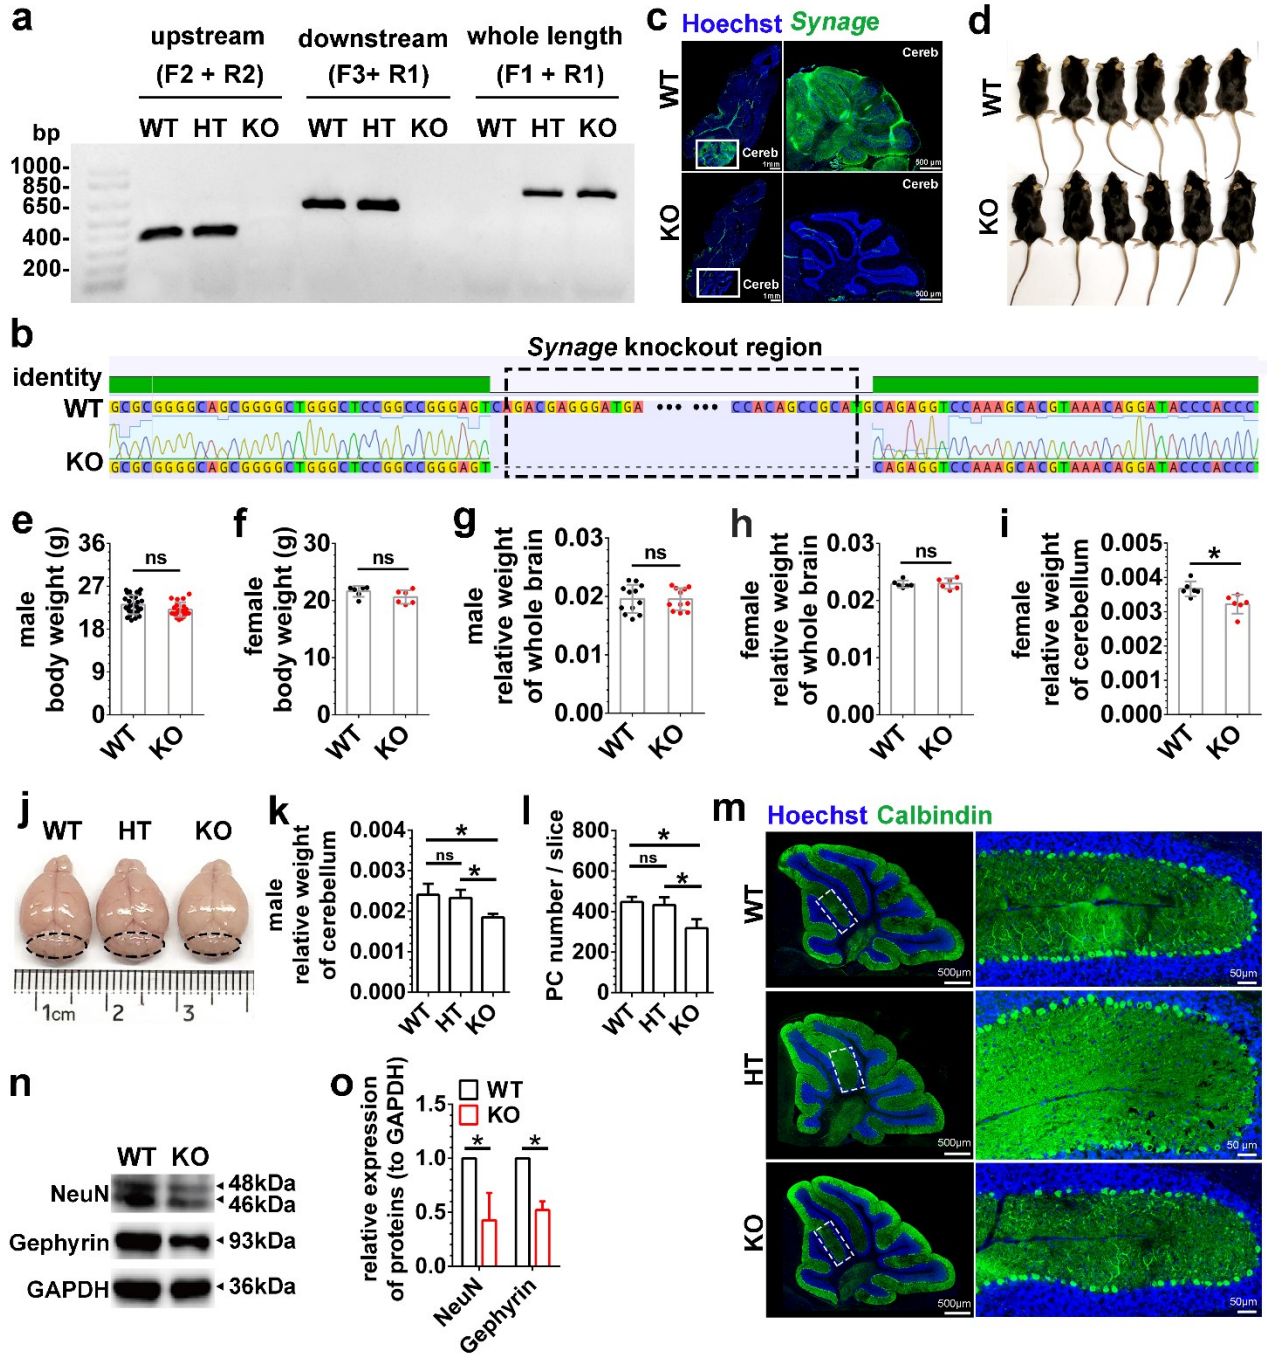 a
upstream
(F2 + R2)
downstream
(F3+ R1)
whole length
(F1 + R1)
WT HT KO
WT HT KO
WT HT KO
bp
1000-
850-
650-
400-
200-
c
Hoechst Synage
WT
Cereb
1mm
Cereb
500 µm
KO
Cereb
1mm
Cereb
500 µm
d
WT
KO
b
Synage knockout region
identity
WT
GCGCGGGGCAGCGGGGCTGGGCTCCGGCCGGGAGTCAGACGAGGGATGA ••• ••• CCACAGCCGCATGCAGAGGTCCAAAGCACGTAAACAGGATACCCACCC
KO
GCGCGGGGCAGCGGGGCTGGGCTCCGGCCGGGAGT CAGAGGTCCAAAGCACGTAAACAGGATACCCACCC
e
male
body weight (g)
36
27
18
9
0
ns
WT
KO
f
female
body weight (g)
30
20
10
0
ns
WT
KO
g
male
relative weight
of whole brain
0.03
0.02
0.01
0.00
ns
WT
KO
h
female
relative weight
of whole brain
0.03
0.02
0.01
0.00
ns
WT
KO
i
female
relative weight
of cerebellum
0.005
0.004
0.003
0.002
0.001
0.000
*
WT
KO
j
WT HT KO
1cm 2 3
k
male
relative weight
of cerebellum
0.004
0.003
0.002
0.001
0.000
*
ns
*
WT
HT
KO
l
PC number / slice
800
600
400
200
0
*
ns
*
WT
HT
KO
m
Hoechst Calbindin
WT
500µm
50µm
HT
500µm
50 µm
KO
500µm
50µm
n
WT KO
NeuN
48kDa
46kDa
Gephyrin
93kDa
GAPDH
36kDa
o
relative expression
of proteins (to GAPDH)
WT
KO
1.5
1.0
0.5
0.0
*
*
NeuN
Gephyrin